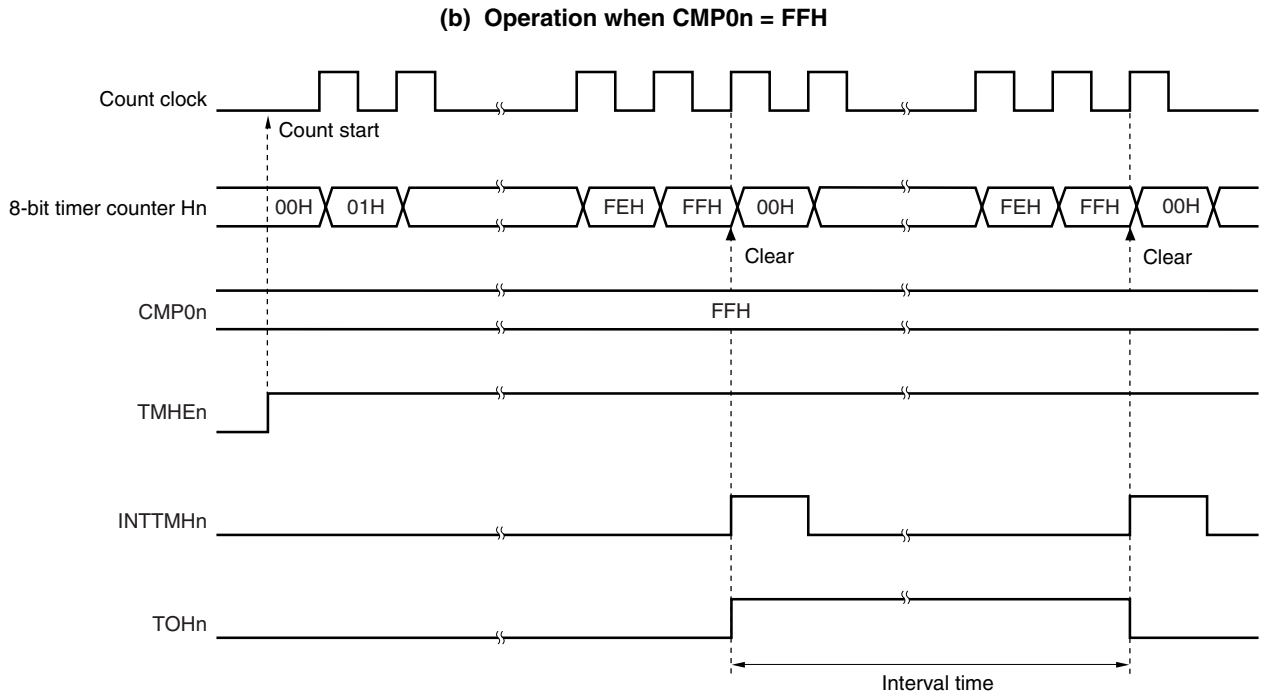 (b) Operation when CMP0n = FFH
Count clock
Count start
8-bit timer counter Hn
00H 01H FEH FFH 00H FEH FFH 00H
Clear Clear
CMP0n
FFH
TMHEn
INTTMHn
TOHn
Interval time